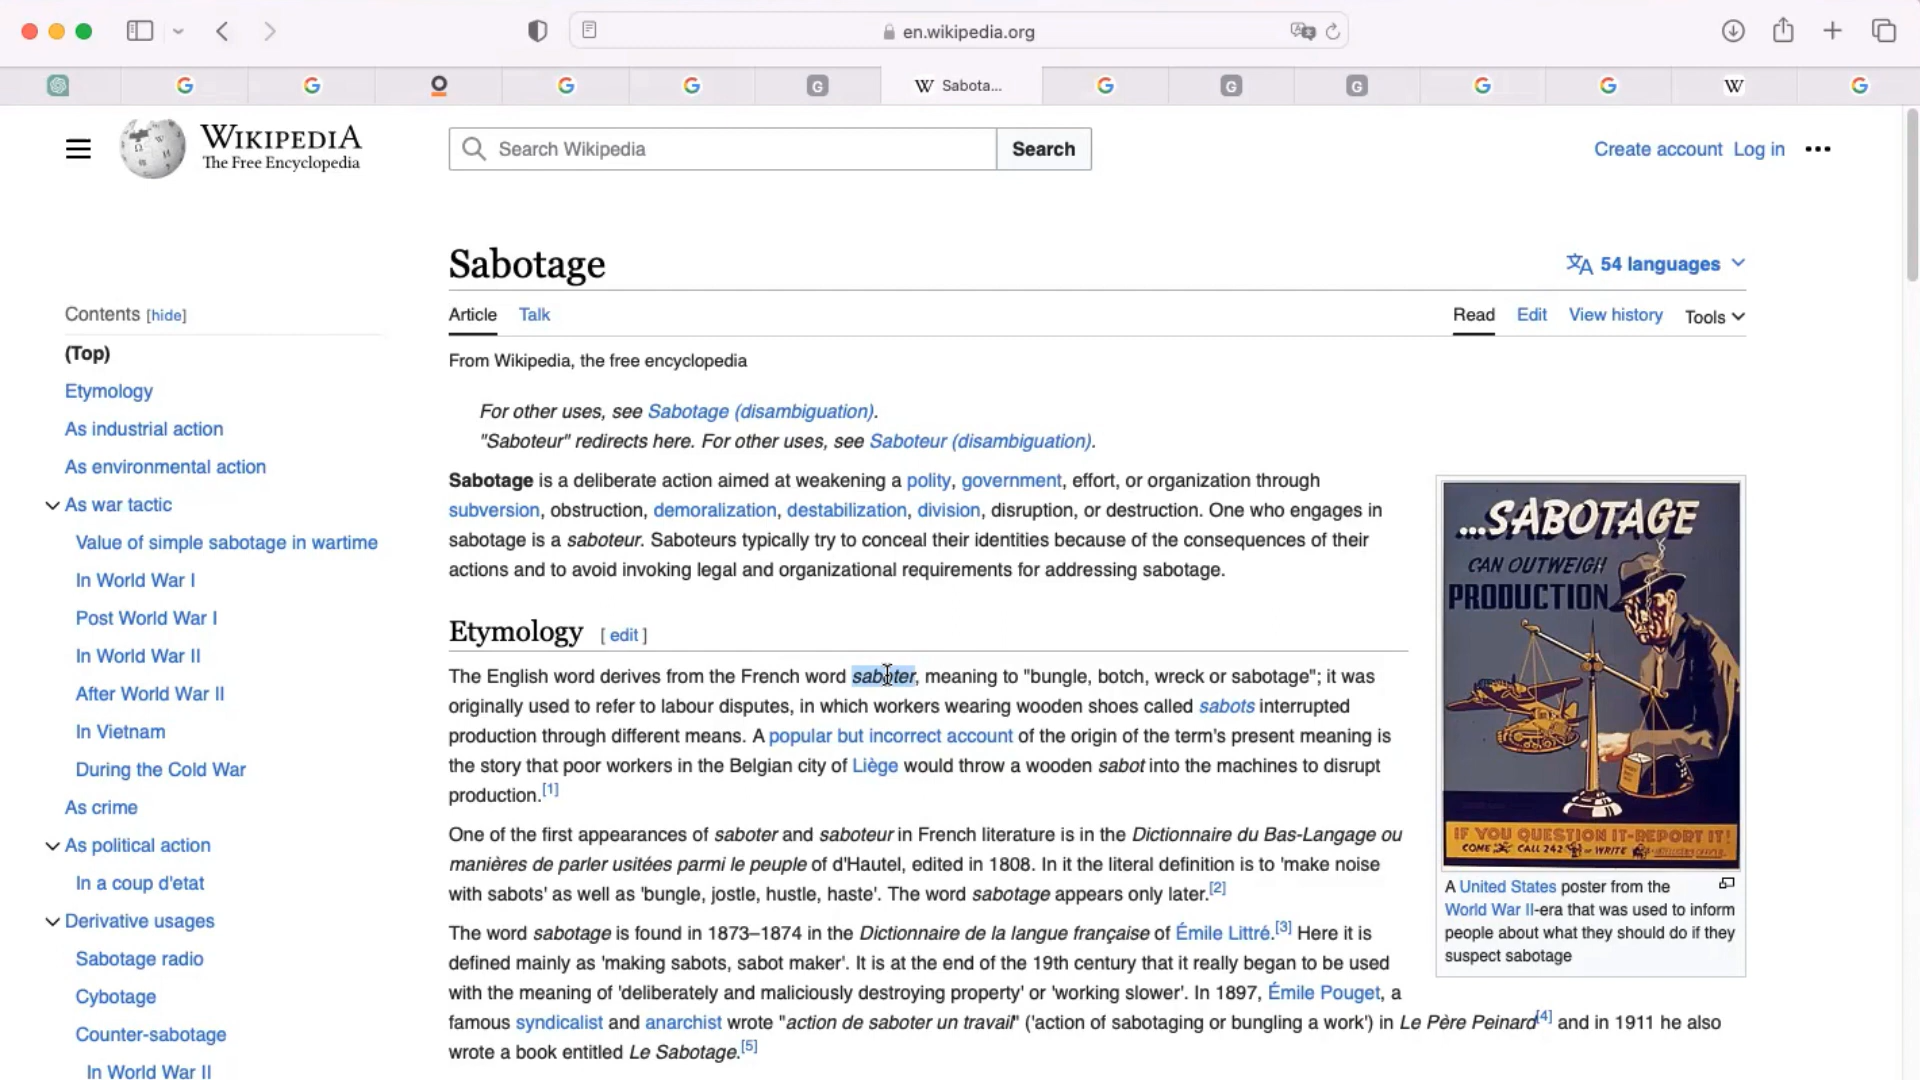 en.wikipedia.org
Sabota...
WIKIPEDIA
The Free Encyclopedia
Search Wikipedia
Search
Create account Log in
Sabotage
54 languages
Article Talk
Read Edit View history Tools
From Wikipedia, the free encyclopedia
For other uses, see Sabotage (disambiguation).
"Saboteur" redirects here. For other uses, see Saboteur (disambiguation).
Contents [hide]
(Top)
Etymology
As industrial action
As environmental action
As war tactic
Value of simple sabotage in wartime
In World War I
Post World War I
In World War II
After World War II
In Vietnam
During the Cold War
As crime
As political action
In a coup d'etat
Derivative usages
Sabotage radio
Cybotage
Counter-sabotage
In World War II
Sabotage is a deliberate action aimed at weakening a polity, government, effort, or organization through
subversion, obstruction, demoralization, destabilization, division, disruption, or destruction. One who engages in
sabotage is a saboteur. Saboteurs typically try to conceal their identities because of the consequences of their
actions and to avoid invoking legal and organizational requirements for addressing sabotage.
Etymology [ edit ]
The English word derives from the French word saboter, meaning to "bungle, botch, wreck or sabotage"; it was
originally used to refer to labour disputes, in which workers wearing wooden shoes called sabots interrupted
production through different means. A popular but incorrect account of the origin of the term's present meaning is
the story that poor workers in the Belgian city of Liège would throw a wooden sabot into the machines to disrupt
production.[1]
One of the first appearances of saboter and saboteur in French literature is in the Dictionnaire du Bas-Langage ou
manières de parler usitées parmi le peuple of d'Hautel, edited in 1808. In it the literal definition is to 'make noise
with sabots' as well as 'bungle, jostle, hustle, haste'. The word sabotage appears only later.[2]
The word sabotage is found in 1873–1874 in the Dictionnaire de la langue française of Émile Littré.[3] Here it is
defined mainly as 'making sabots, sabot maker'. It is at the end of the 19th century that it really began to be used
with the meaning of 'deliberately and maliciously destroying property' or 'working slower'. In 1897, Émile Pouget, a
famous syndicalist and anarchist wrote "action de saboter un travail" ('action of sabotaging or bungling a work') in Le Père Peinard[4] and in 1911 he also
wrote a book entitled Le Sabotage.[5]
...SABOTAGE
CAN OUTWEIGH
PRODUCTION
IF YOU QUESTION IT-REPORT IT!
COME CALL 242 OR WRITE
A United States poster from the
World War II-era that was used to inform
people about what they should do if they
suspect sabotage